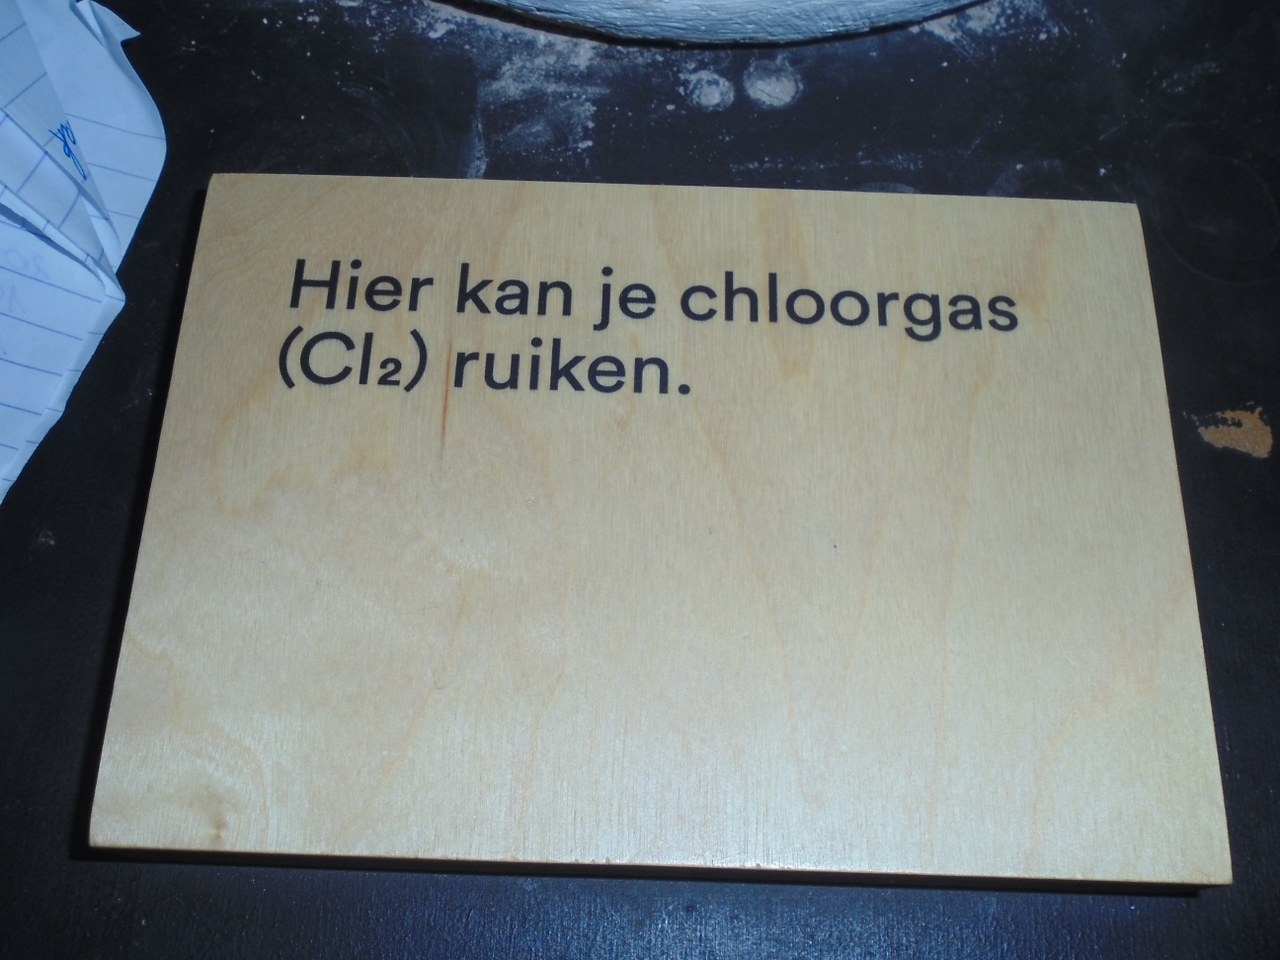 Hier kan je chloorgas
(Cl₂) ruiken.